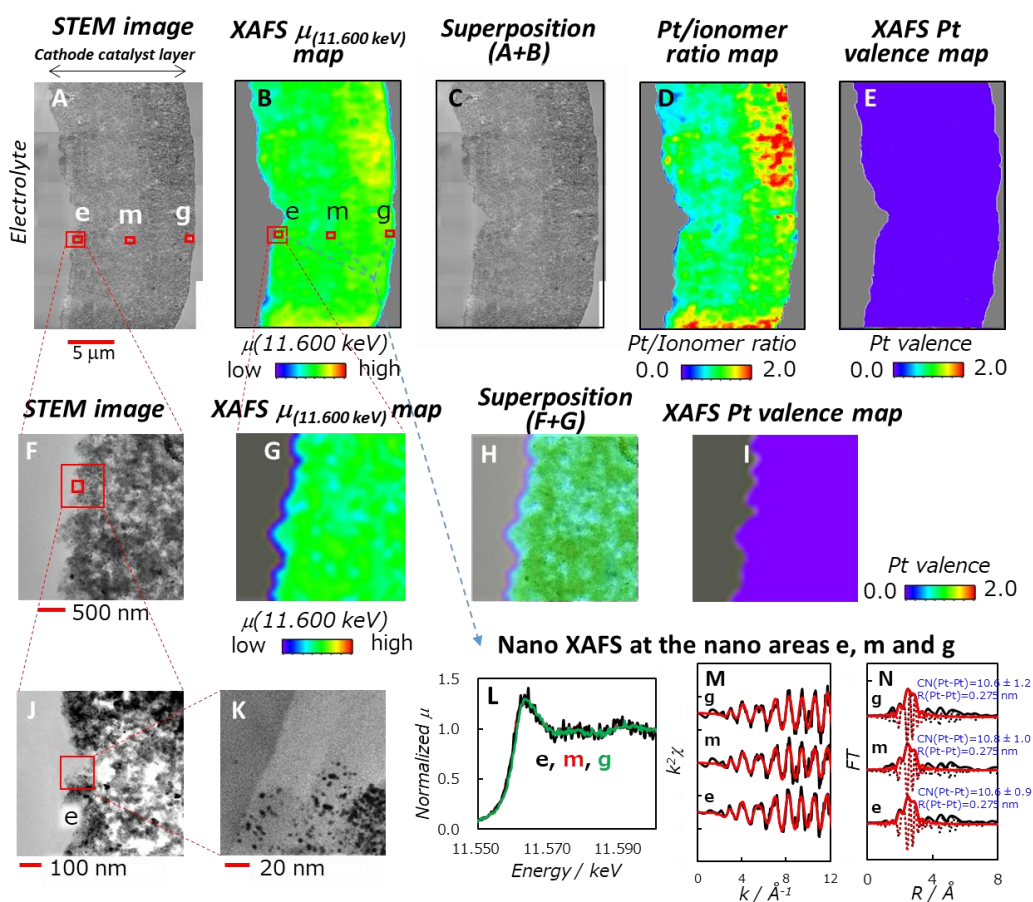 STEM image
Cathode catalyst layer
XAFS μ(11.600 keV)
map
Superposition
(A+B)
Pt/ionomer
ratio map
XAFS Pt
valence map
Electrolyte
A
e
m
g
B
e
m
g
C
D
E
5 μm
μ(11.600 keV)
low
high
Pt/Ionomer ratio
0.0
2.0
Pt valence
0.0
2.0
STEM image
XAFS μ(11.600 keV) map
Superposition
(F+G)
XAFS Pt valence map
F
G
H
I
500 nm
μ(11.600 keV)
low
high
Pt valence
0.0
2.0
Nano XAFS at the nano areas e, m and g
J
e
100 nm
K
20 nm
L
Normalized μ
1.5
1.0
0.5
0.0
e, m, g
11.550
11.570
11.590
Energy / keV
M
k²χ
g
m
e
0
4
8
12
k / Å⁻¹
N
FT
g
CN(Pt-Pt)=10.6 ± 1.2
R(Pt-Pt)=0.275 nm
m
CN(Pt-Pt)=10.8 ± 1.0
R(Pt-Pt)=0.275 nm
e
CN(Pt-Pt)=10.6 ± 0.9
R(Pt-Pt)=0.275 nm
0
4
8
R / Å